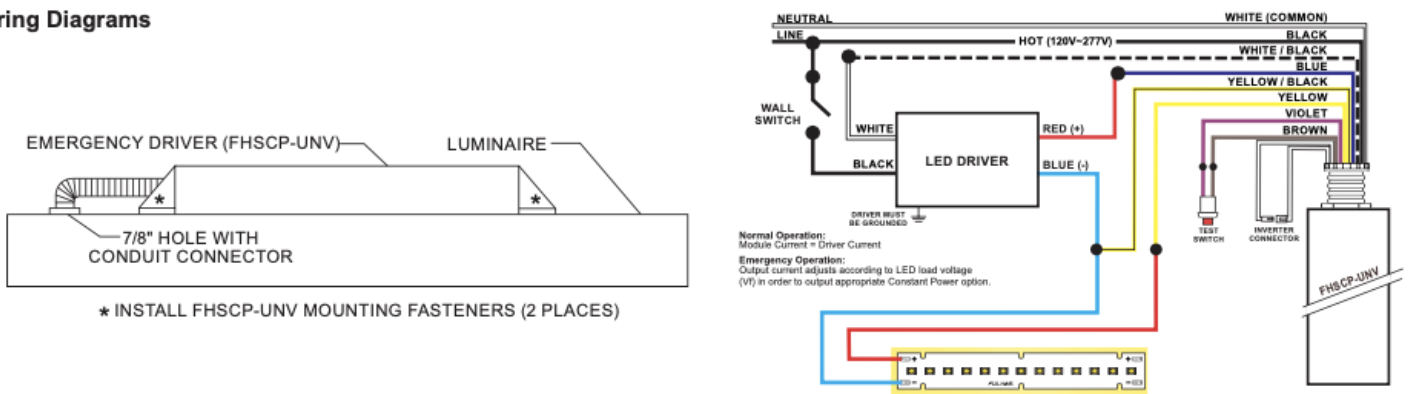 ring Diagrams
EMERGENCY DRIVER (FHSCP-UNV)
LUMINAIRE
*
*
7/8" HOLE WITH
CONDUIT CONNECTOR
* INSTALL FHSCP-UNV MOUNTING FASTENERS (2 PLACES)
NEUTRAL
WHITE (COMMON)
LINE
BLACK
HOT (120V~277V)
WHITE / BLACK
BLUE
YELLOW / BLACK
YELLOW
VIOLET
BROWN
WALL
SWITCH
WHITE
RED (+)
LED DRIVER
BLACK
BLUE (-)
DRIVER MUST
BE GROUNDED
TEST
SWITCH
INVERTER
CONNECTOR
Normal Operation:
Module Current = Driver Current
Emergency Operation:
Output current adjusts according to LED load voltage
(Vf) in order to output appropriate Constant Power option.
FHSCP-UNV
+
+
-
-